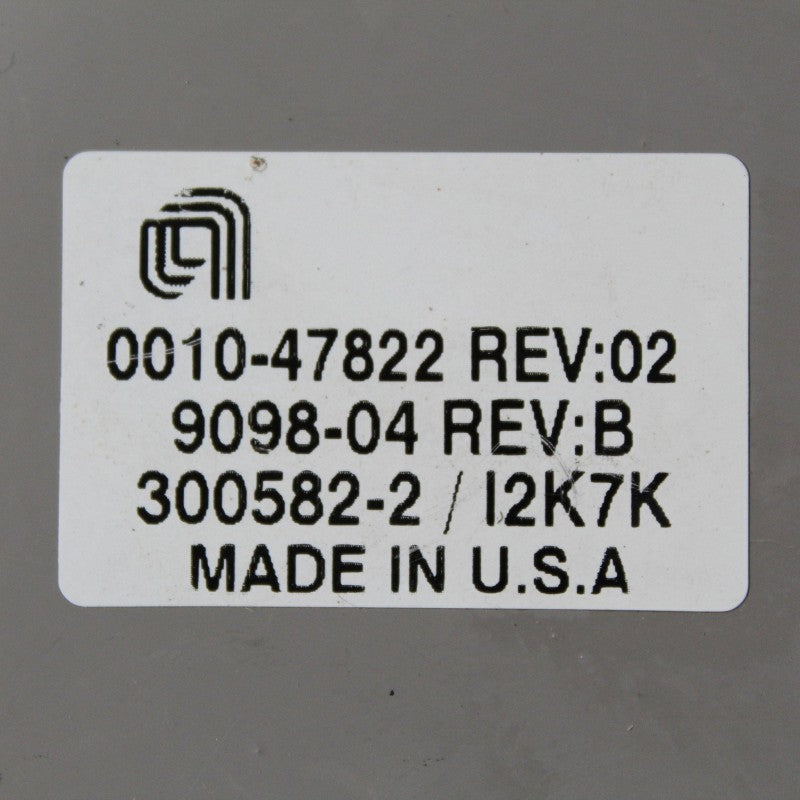 0010-47822 REV:02
9098-04 REV:B
300582-2 / I2K7K
MADE IN U.S.A